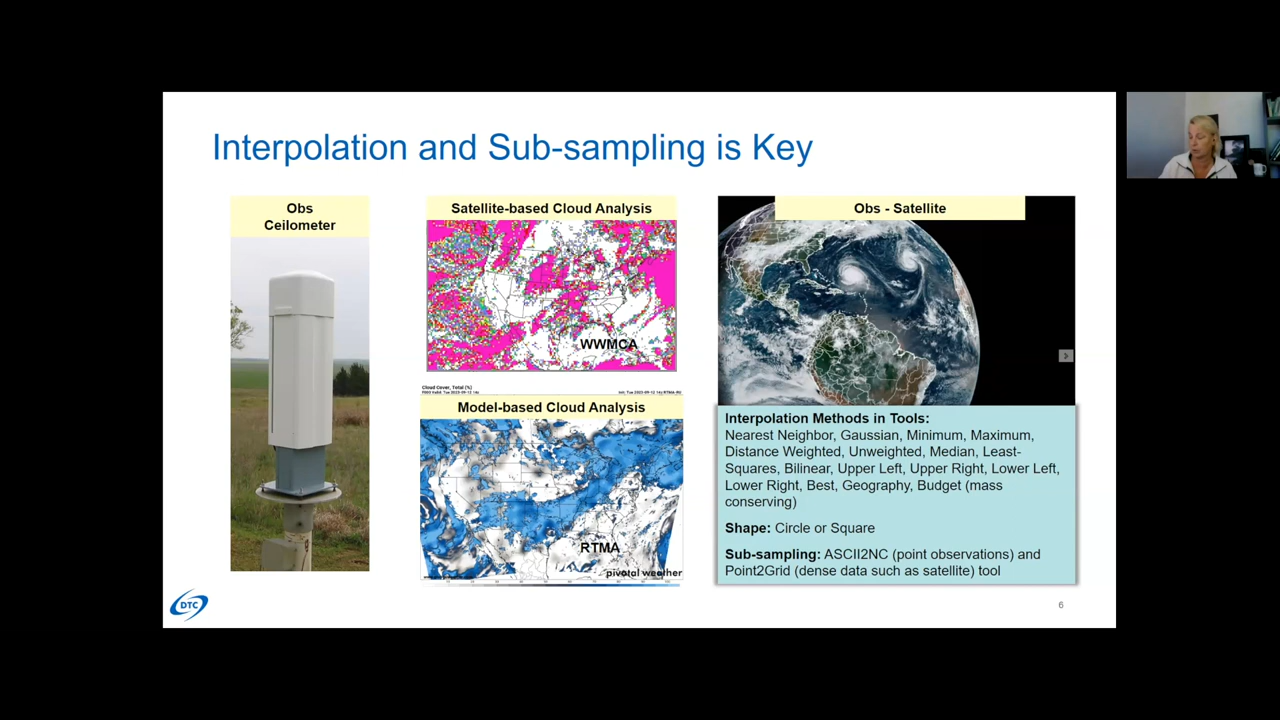 Interpolation and Sub-sampling is Key
Obs
Ceilometer
Satellite-based Cloud Analysis
WWMCA
Cloud Cover, Total (%)
Model-based Cloud Analysis
RTMA
pivotal weather
Obs - Satellite
Interpolation Methods in Tools:
Nearest Neighbor, Gaussian, Minimum, Maximum,
Distance Weighted, Unweighted, Median, Least-
Squares, Bilinear, Upper Left, Upper Right, Lower Left,
Lower Right, Best, Geography, Budget (mass
conserving)
Shape: Circle or Square
Sub-sampling: ASCII2NC (point observations) and
Point2Grid (dense data such as satellite) tool
DTC
6